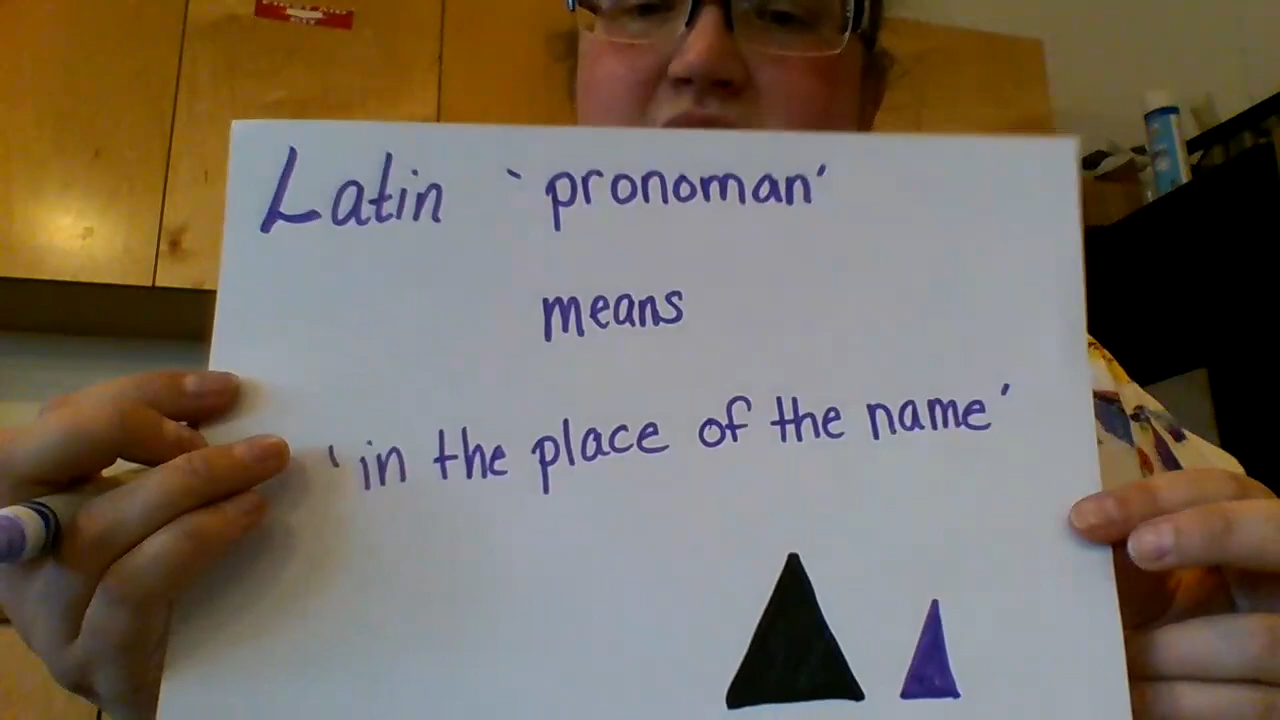 Latin 'pronoman'
means
'in the place of the name'